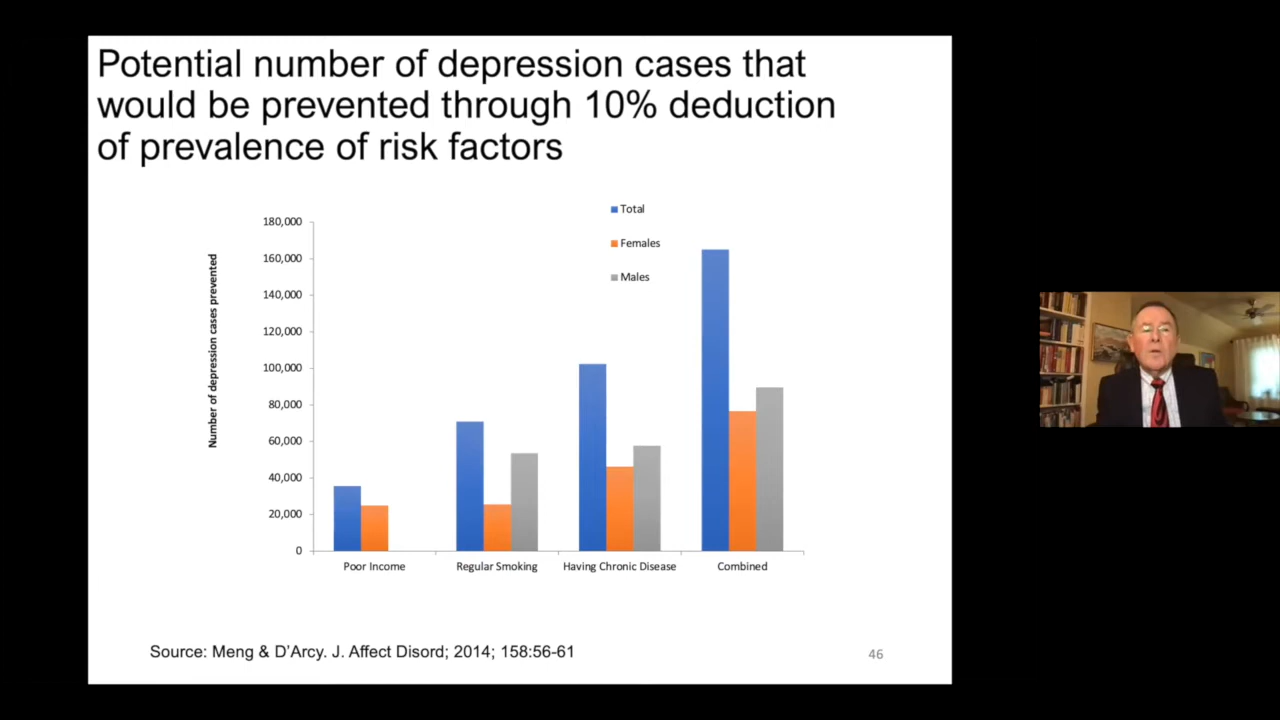 Potential number of depression cases that
would be prevented through 10% deduction
of prevalence of risk factors
Total
Females
Males
Number of depression cases prevented
180,000
160,000
140,000
120,000
100,000
80,000
60,000
40,000
20,000
0
Poor Income
Regular Smoking
Having Chronic Disease
Combined
Source: Meng & D’Arcy. J. Affect Disord; 2014; 158:56-61
46